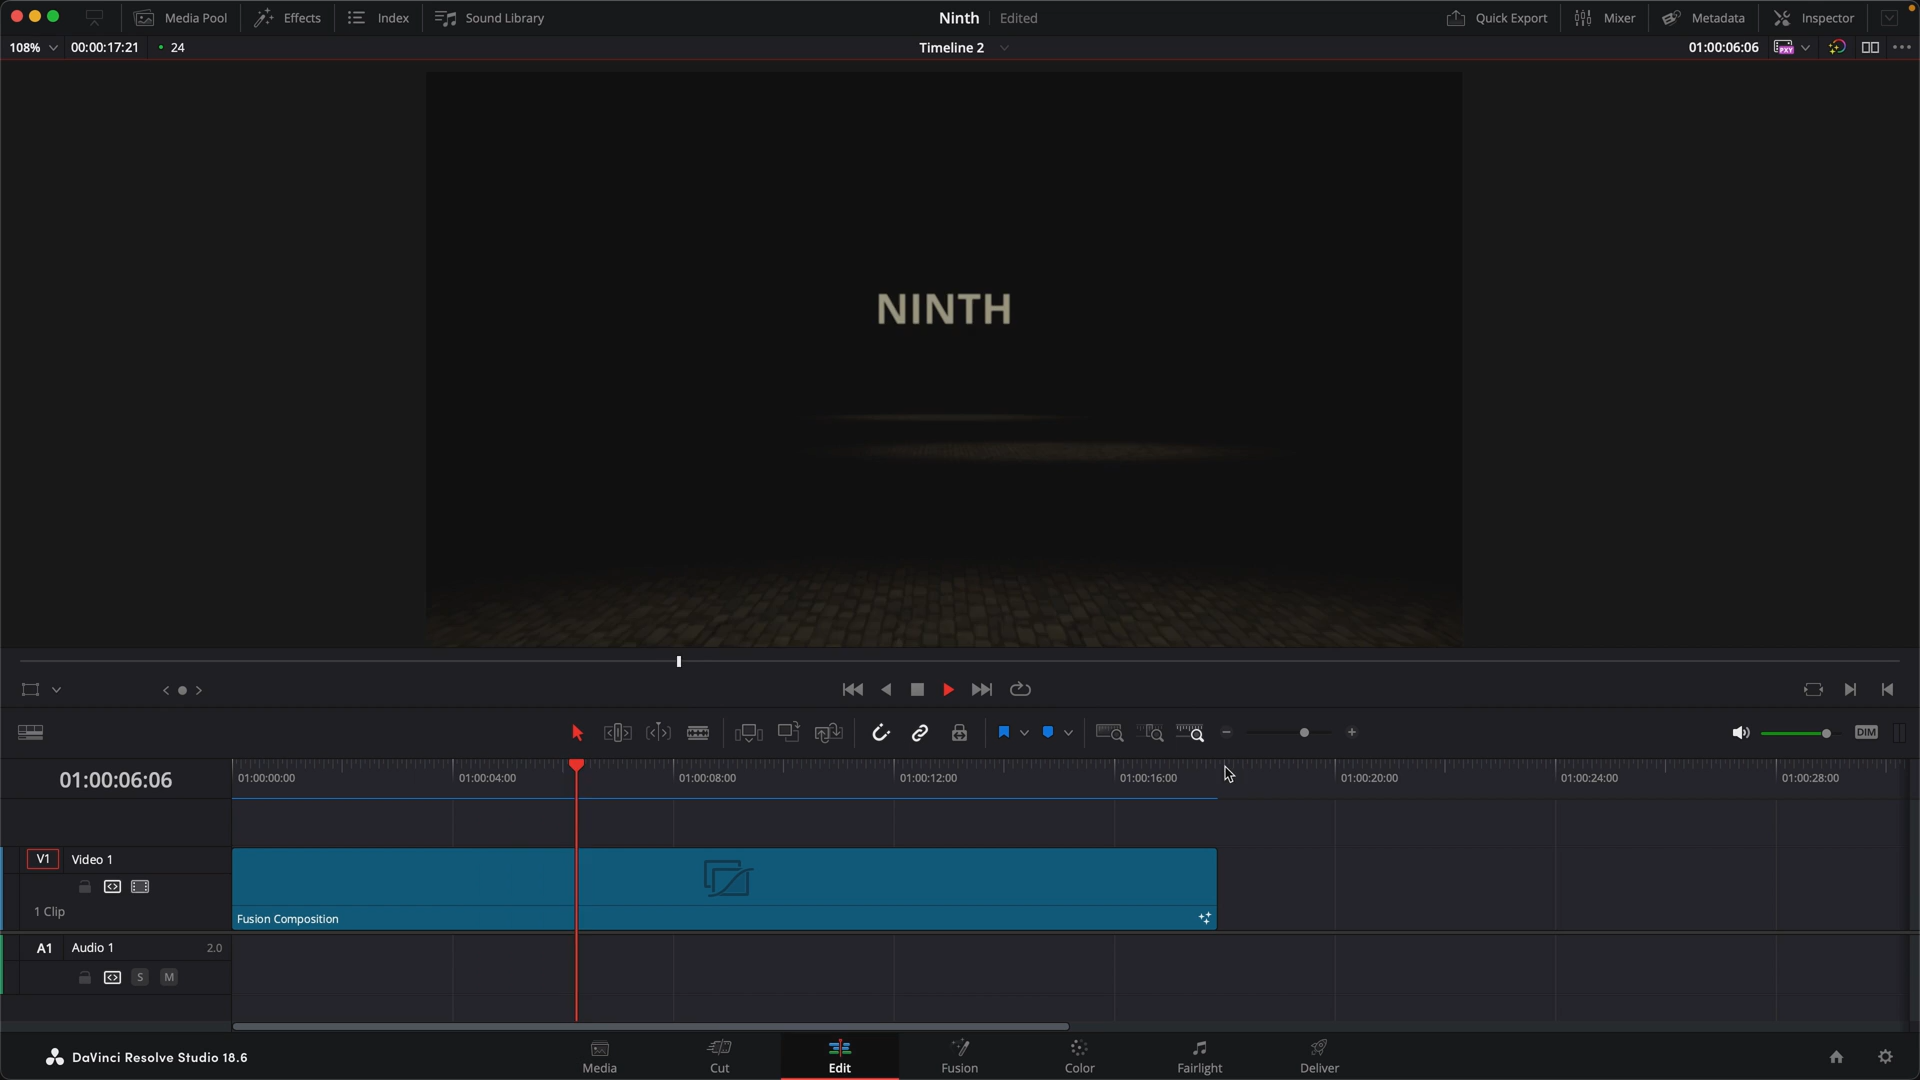 Media Pool
Effects
Index
Sound Library
Ninth
Edited
Quick Export
Mixer
Metadata
Inspector
108%
00:00:17:21
24
Timeline 2
01:00:06:06
PXY
NINTH
DIM
01:00:06:06
01:00:00:00
01:00:04:00
01:00:08:00
01:00:12:00
01:00:16:00
01:00:20:00
01:00:24:00
01:00:28:00
V1
Video 1
1 Clip
Fusion Composition
A1
Audio 1
2.0
S
M
DaVinci Resolve Studio 18.6
Media
Cut
Edit
Fusion
Color
Fairlight
Deliver